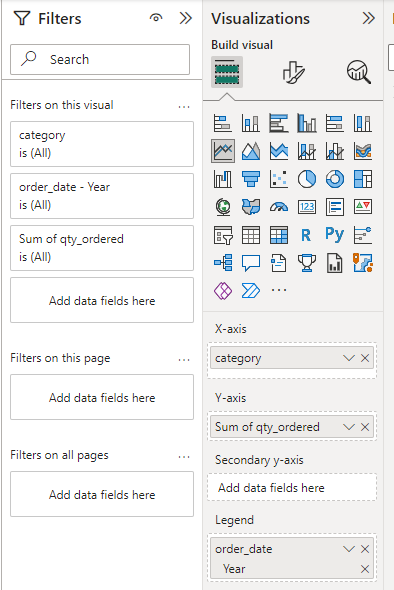 Filters
Search
Filters on this visual
...
category
is (All)
order_date - Year
is (All)
Sum of qty_ordered
is (All)
Add data fields here
Filters on this page
...
Add data fields here
Filters on all pages
...
Add data fields here
Visualizations
Build visual
123
R
Py
...
X-axis
category
Y-axis
Sum of qty_ordered
Secondary y-axis
Add data fields here
Legend
order_date
Year